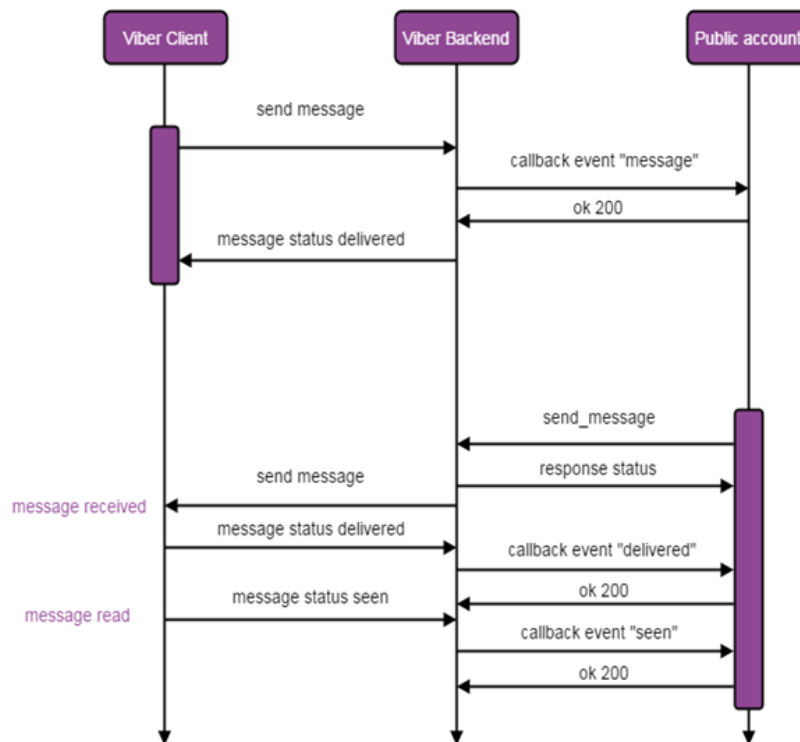 Viber Client
Viber Backend
Public account
send message
callback event "message"
ok 200
message status delivered
send_message
response status
send message
message received
message status delivered
callback event "delivered"
ok 200
message status seen
message read
callback event "seen"
ok 200